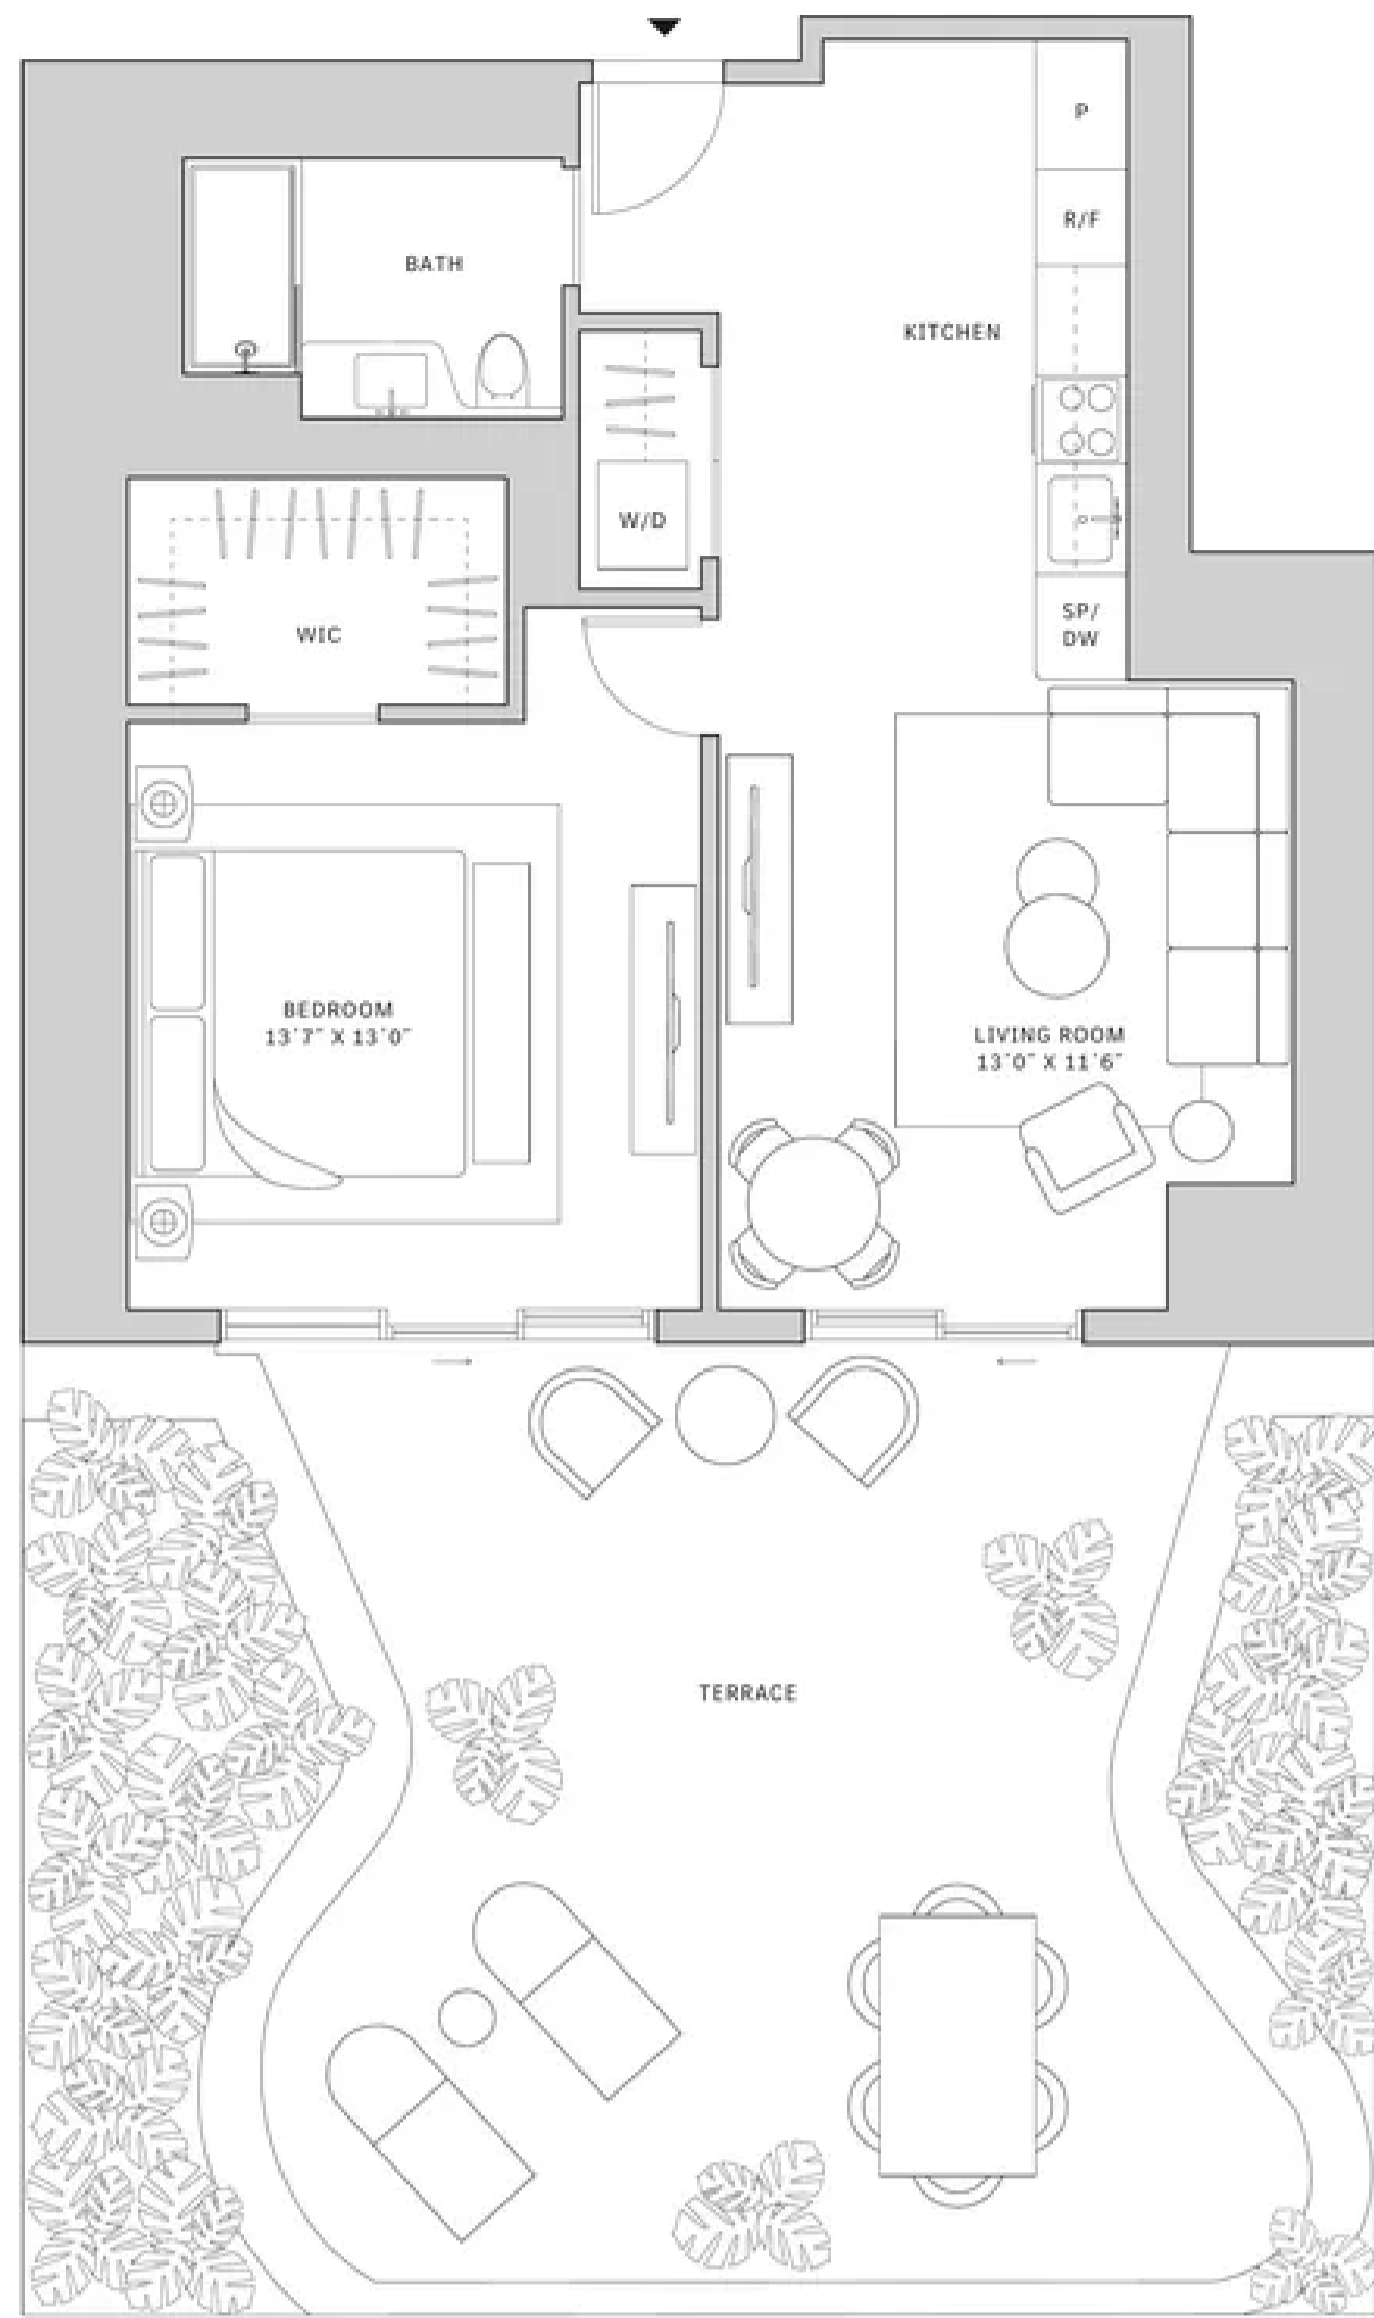 P
R/F
BATH
KITCHEN
W/D
SP/
DW
WIC
BEDROOM
13'7" X 13'0"
LIVING ROOM
13'0" X 11'6"
TERRACE